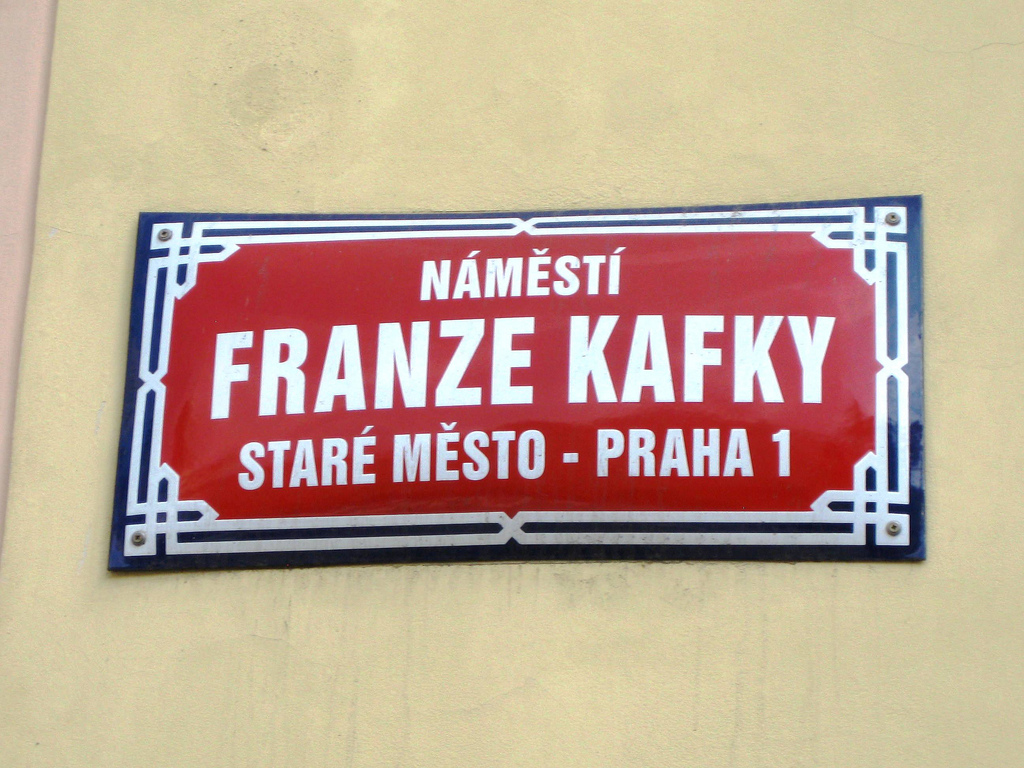 NÁMĚSTÍ
FRANZE KAFKY
STARÉ MĚSTO - PRAHA 1